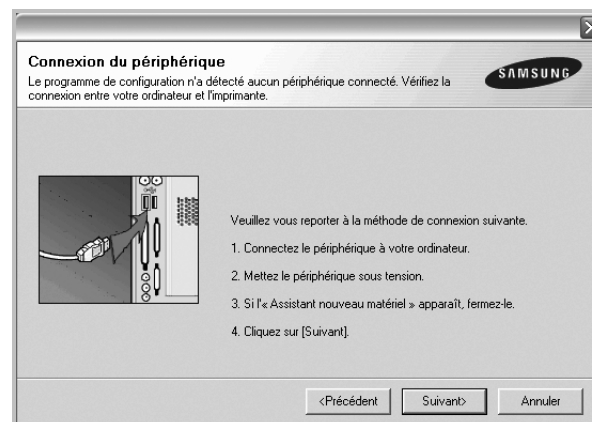 Connexion du périphérique
Le programme de configuration n'a détecté aucun périphérique connecté. Vérifiez la
connexion entre votre ordinateur et l'imprimante.
SAMSUNG
Veuillez vous reporter à la méthode de connexion suivante.
1. Connectez le périphérique à votre ordinateur.
2. Mettez le périphérique sous tension.
3. Si l'« Assistant nouveau matériel » apparaît, fermez-le.
4. Cliquez sur [Suivant].
<Précédent
Suivant>
Annuler